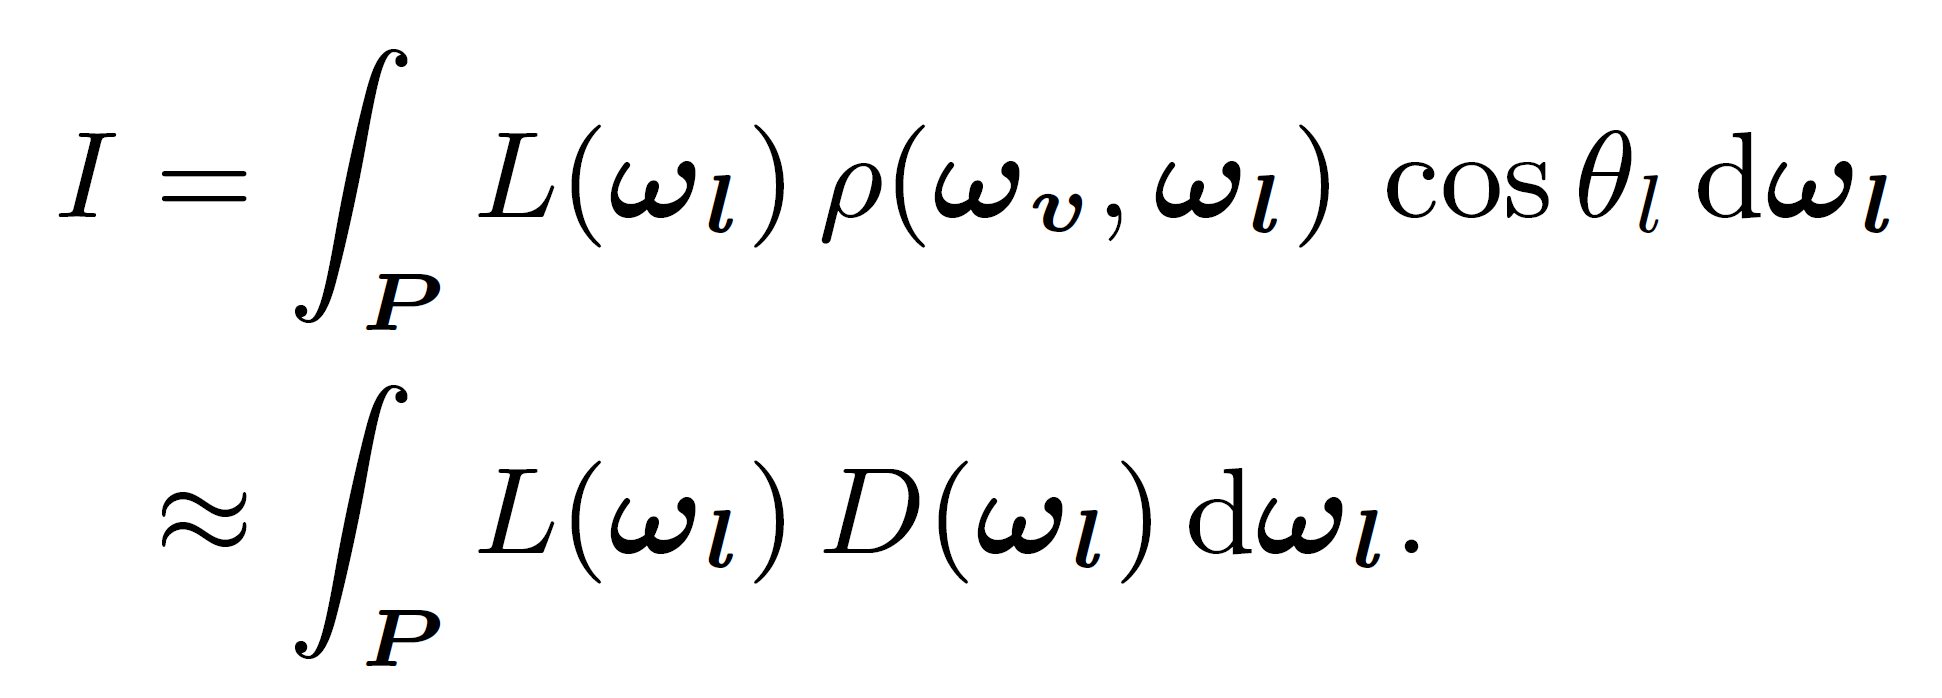 I = ∫_P L(ω_l) ρ(ω_v, ω_l) cos θ_l dω_l
≈ ∫_P L(ω_l) D(ω_l) dω_l.